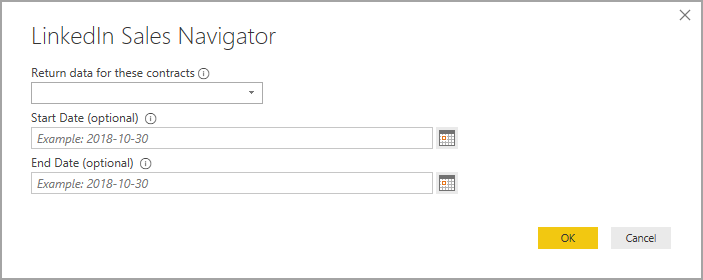 LinkedIn Sales Navigator
Return data for these contracts
Start Date (optional)
Example: 2018-10-30
End Date (optional)
Example: 2018-10-30
OK Cancel